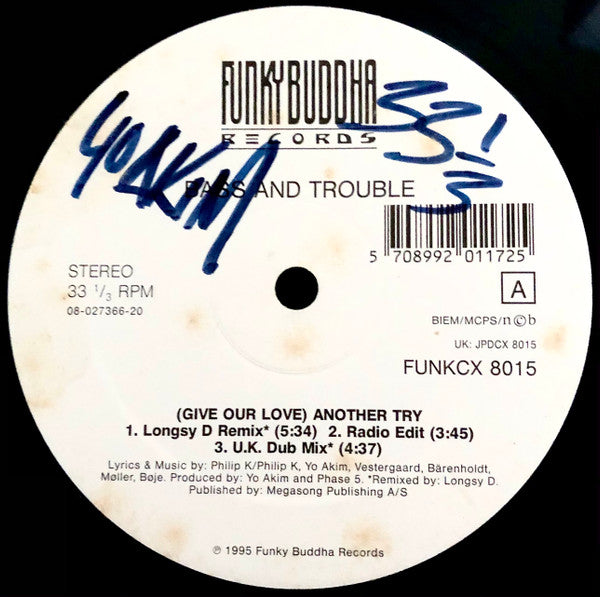 FUNKY BUDDHA
RECORDS
YO AKIM
33 1/3
BASS AND TROUBLE
5 708992 011725
STEREO
33 1/3 RPM
08-027366-20
A
BIEM/MCPS/n©b
UK: JPDCX 8015
FUNKCX 8015
(GIVE OUR LOVE) ANOTHER TRY
1. Longsy D Remix* (5:34) 2. Radio Edit (3:45)
3. U.K. Dub Mix* (4:37)
Lyrics & Music by: Philip K/Philip K, Yo Akim, Vestergaard, Bärenholdt,
Møller, Bøje. Produced by: Yo Akim and Phase 5. *Remixed by: Longsy D.
Published by: Megasong Publishing A/S
℗ 1995 Funky Buddha Records